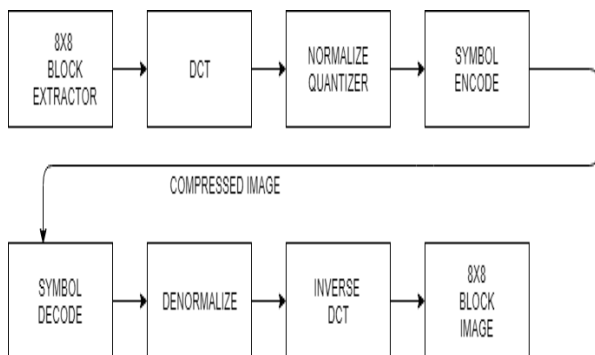 8X8
BLOCK
EXTRACTOR
DCT
NORMALIZE
QUANTIZER
SYMBOL
ENCODE
COMPRESSED IMAGE
SYMBOL
DECODE
DENORMALIZE
INVERSE
DCT
8X8
BLOCK
IMAGE